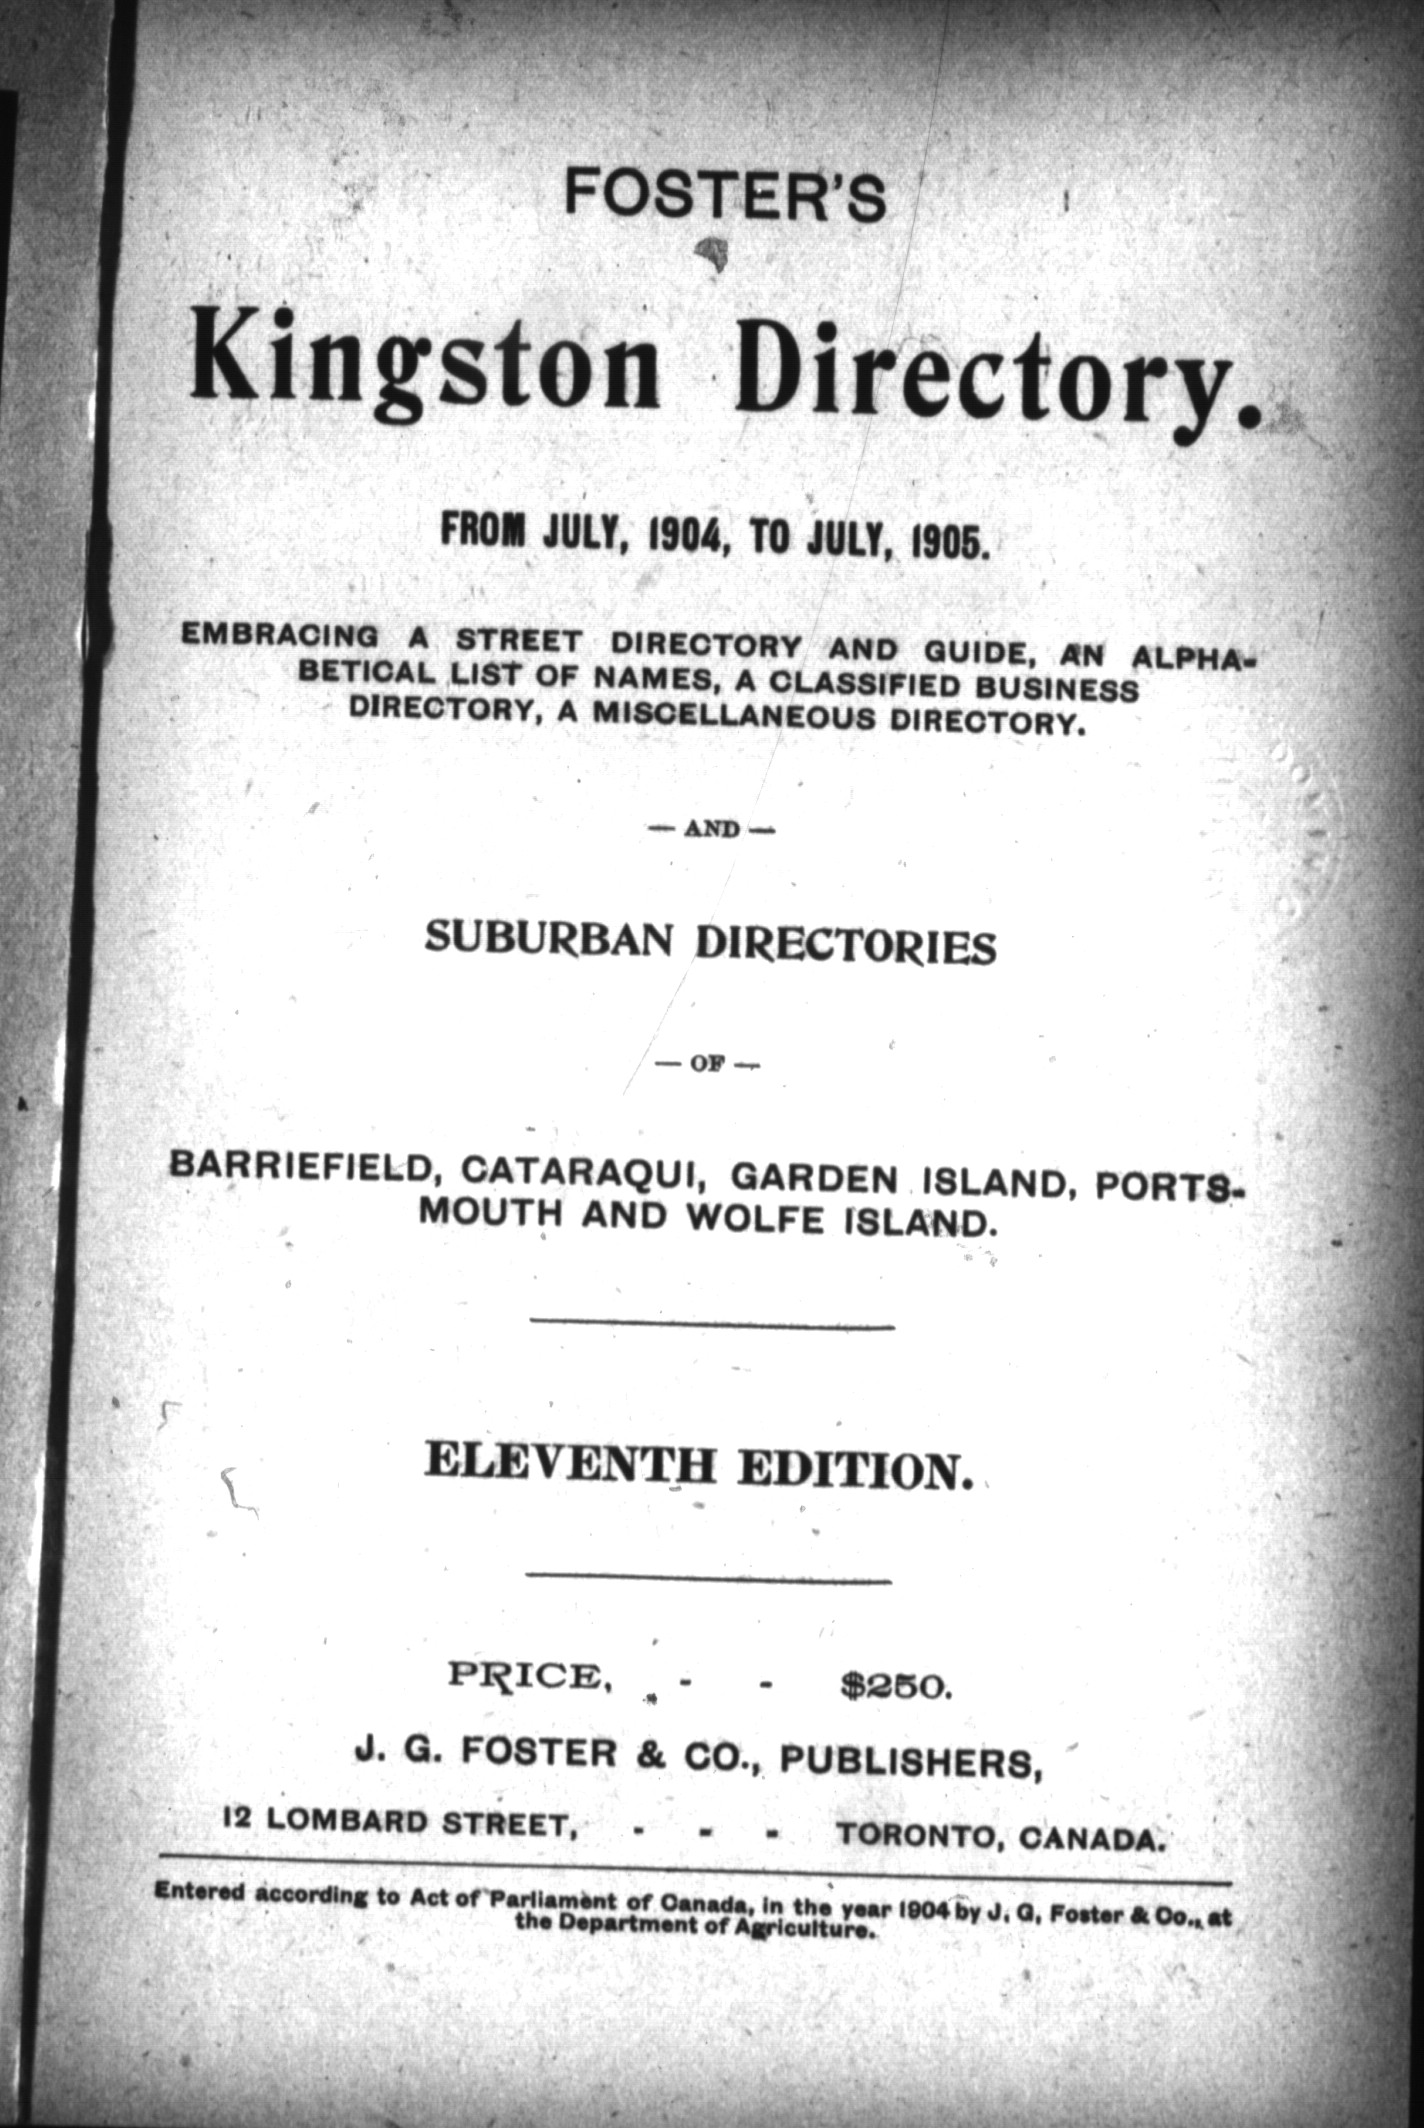 FOSTER'S
Kingston Directory.
FROM JULY, 1904, TO JULY, 1905.
EMBRACING A STREET DIRECTORY AND GUIDE, AN ALPHA-
BETICAL LIST OF NAMES, A CLASSIFIED BUSINESS
DIRECTORY, A MISCELLANEOUS DIRECTORY.
— AND —
SUBURBAN DIRECTORIES
— OF —
BARRIEFIELD, CATARAQUI, GARDEN ISLAND, PORTS-
MOUTH AND WOLFE ISLAND.
ELEVENTH EDITION.
PRICE, - - $250.
J. G. FOSTER & CO., PUBLISHERS,
12 LOMBARD STREET, - - - TORONTO, CANADA.
Entered according to Act of Parliament of Canada, in the year 1904 by J. G. Foster & Co., at
the Department of Agriculture.